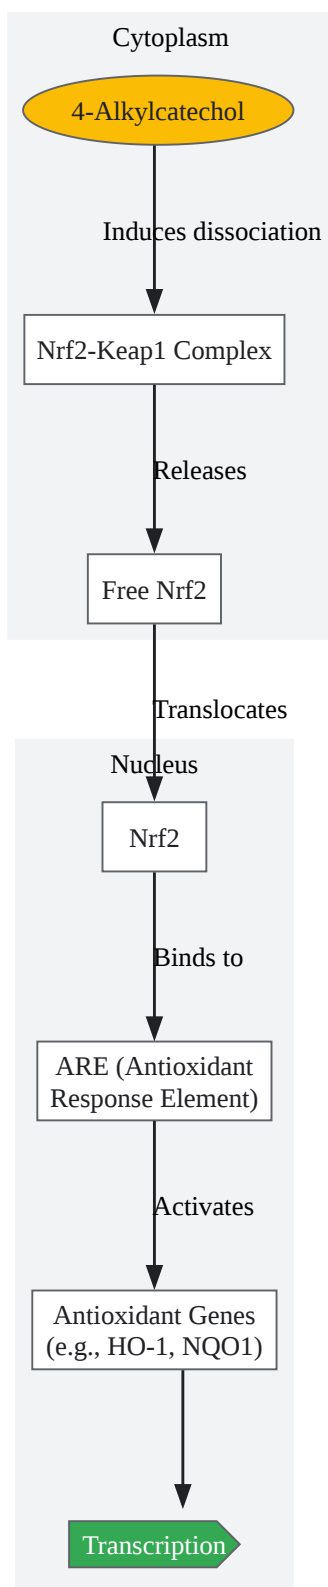 Cytoplasm
4-Alkylcatechol
Induces dissociation
Nrf2-Keap1 Complex
Releases
Free Nrf2
Translocates
Nucleus
Nrf2
Binds to
ARE (Antioxidant
Response Element)
Activates
Antioxidant Genes
(e.g., HO-1, NQO1)
Transcription